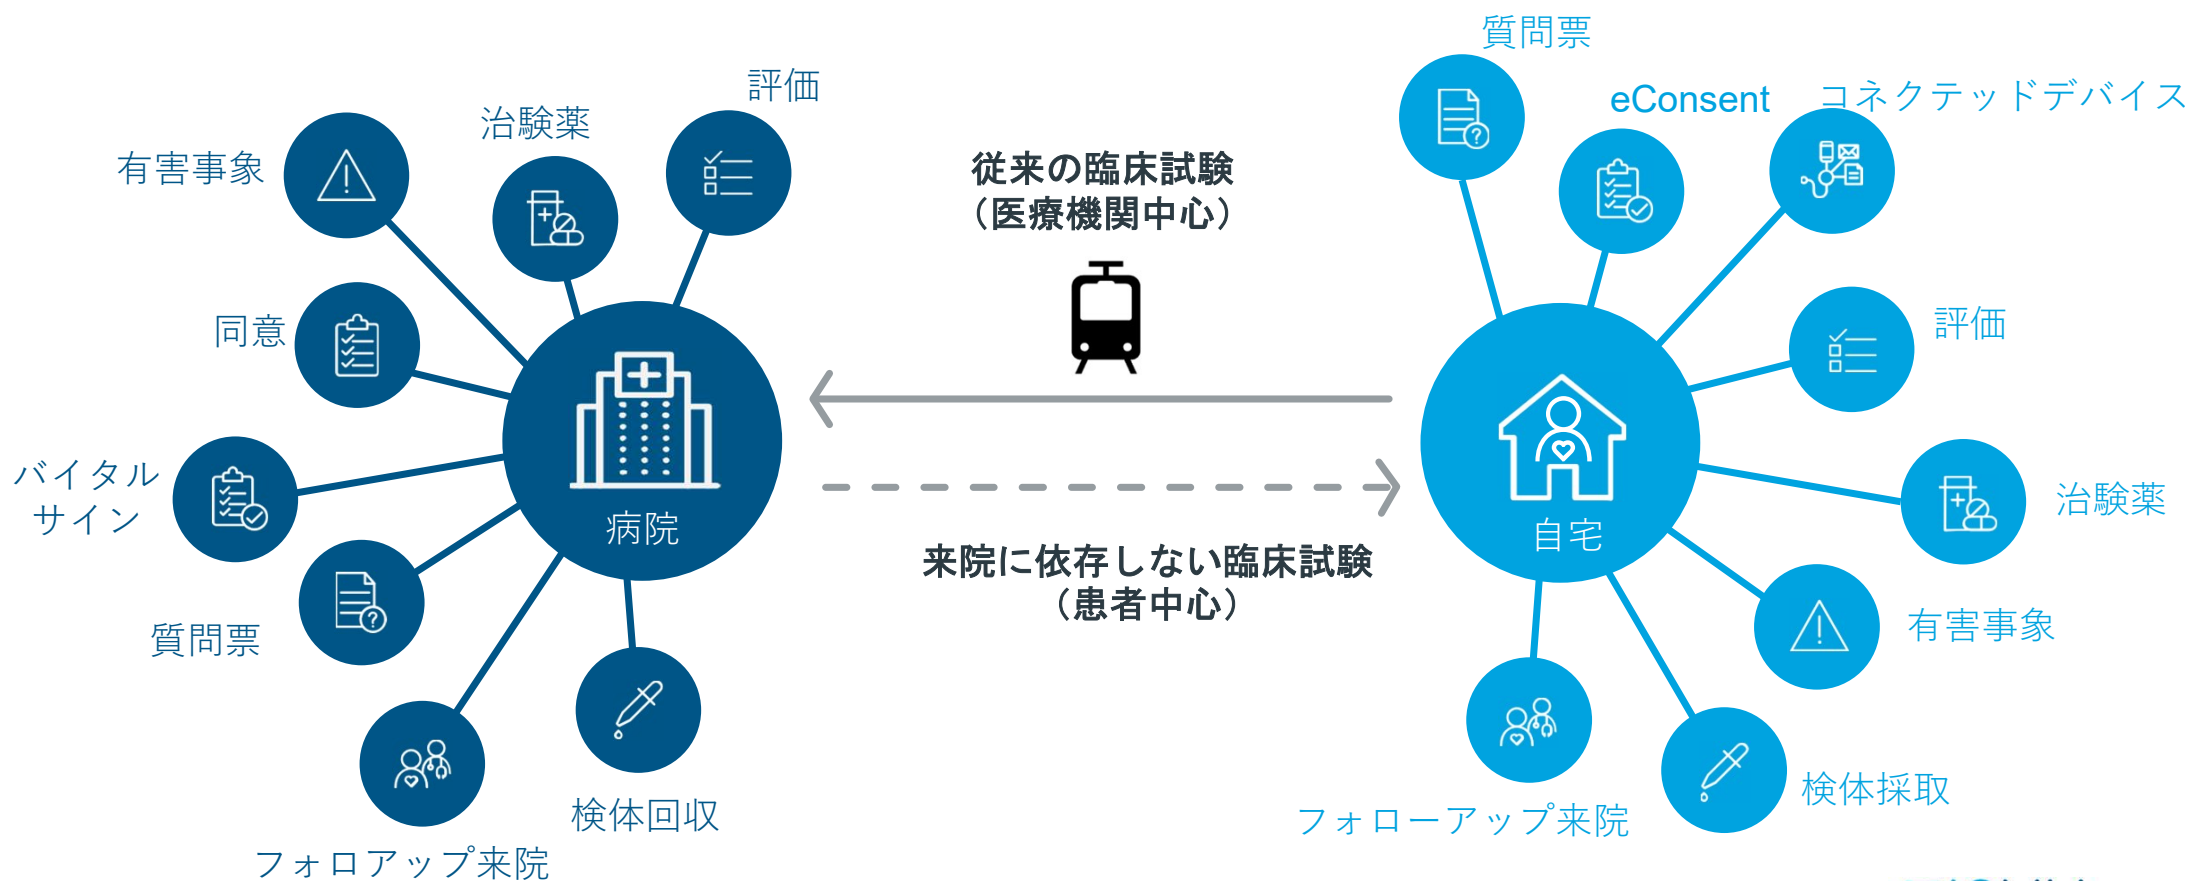 評価
治験薬
有害事象
同意
バイタル
サイン
質問票
フォロアップ来院
検体回収
病院
従来の臨床試験
（医療機関中心）
来院に依存しない臨床試験
（患者中心）
質問票
eConsent
コネクテッドデバイス
評価
治験薬
有害事象
検体採取
フォローアップ来院
自宅